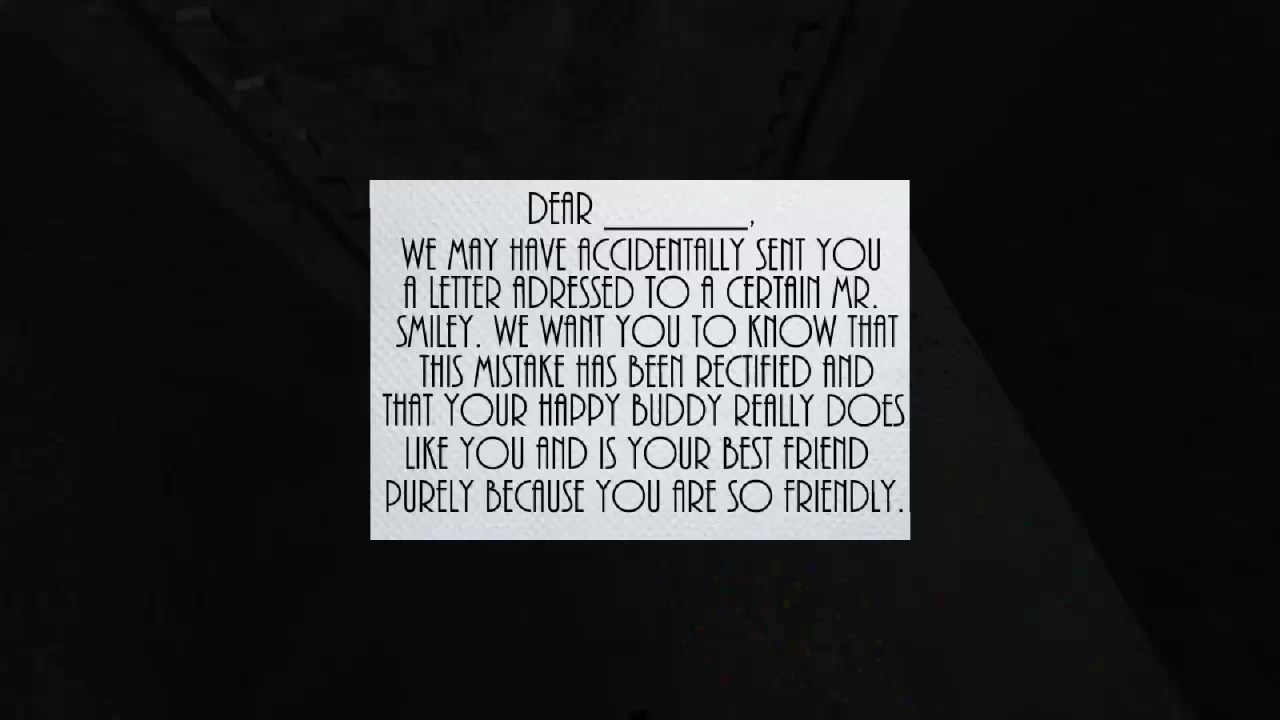 DEAR _________,
WE MAY HAVE ACCIDENTALLY SENT YOU
A LETTER ADRESSED TO A CERTAIN MR.
SMILEY. WE WANT YOU TO KNOW THAT
THIS MISTAKE HAS BEEN RECTIFIED AND
THAT YOUR HAPPY BUDDY REALLY DOES
LIKE YOU AND IS YOUR BEST FRIEND
PURELY BECAUSE YOU ARE SO FRIENDLY.